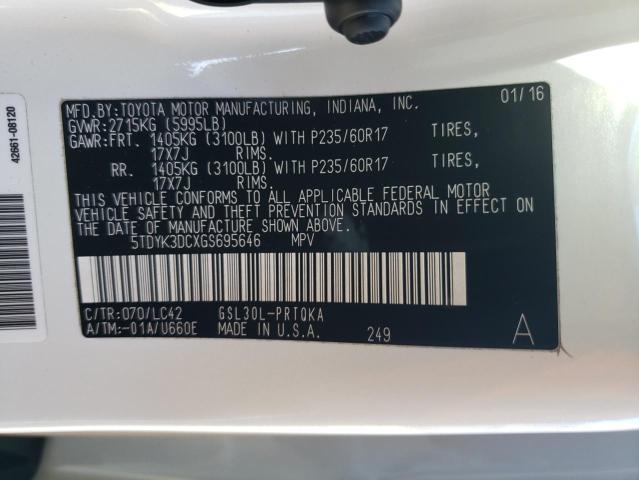 42661-08120
MFD.BY:TOYOTA MOTOR MANUFACTURING, INDIANA, INC. 01/16
GVWR:2715KG (5995LB)
GAWR:FRT. 1405KG (3100LB) WITH P235/60R17 TIRES,
17X7J RIMS.
RR. 1405KG (3100LB) WITH P235/60R17 TIRES,
17X7J RIMS.
THIS VEHICLE CONFORMS TO ALL APPLICABLE FEDERAL MOTOR
VEHICLE SAFETY AND THEFT PREVENTION STANDARDS IN EFFECT ON
THE DATE OF MANUFACTURE SHOWN ABOVE.
5TDYK3DCXGS695646 MPV
C/TR:070/LC42 GSL30L-PRTQKA
A/TM:-01A/U660E MADE IN U.S.A. 249 A